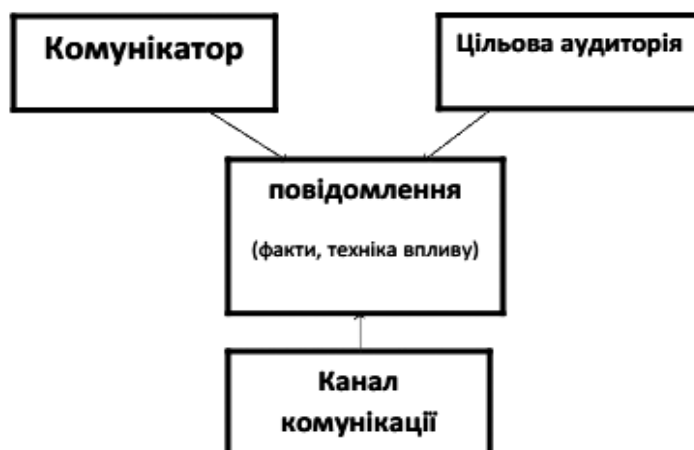 Комунікатор
Цільова аудиторія
повідомлення
(факти, техніка впливу)
Канал
комунікації